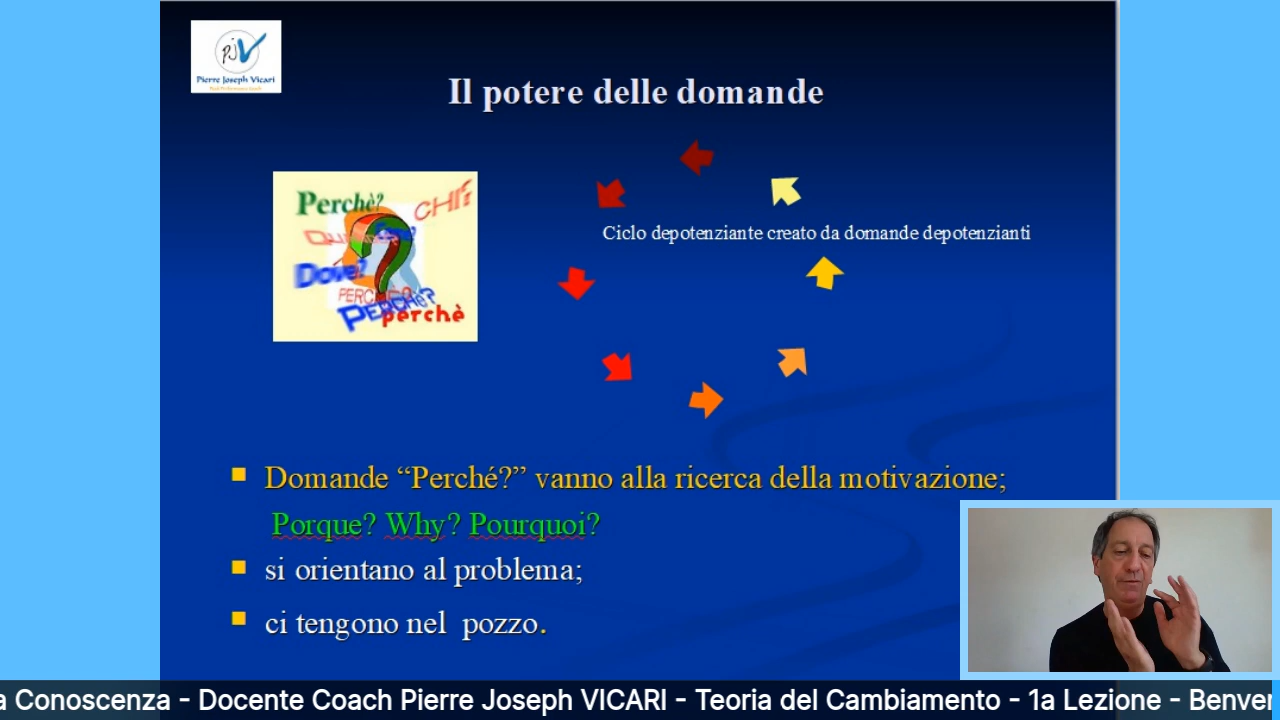 PJV
Pierre Joseph Vicari
Il potere delle domande
Perchè?
CHI?
Dove?
PERCHÉ?
perchè
Ciclo depotenziante creato da domande depotenzianti
Domande “Perché?” vanno alla ricerca della motivazione;
Porque? Why? Pourquoi?
si orientano al problema;
ci tengono nel pozzo.
a Conoscenza - Docente Coach Pierre Joseph VICARI - Teoria del Cambiamento - 1a Lezione - Benver